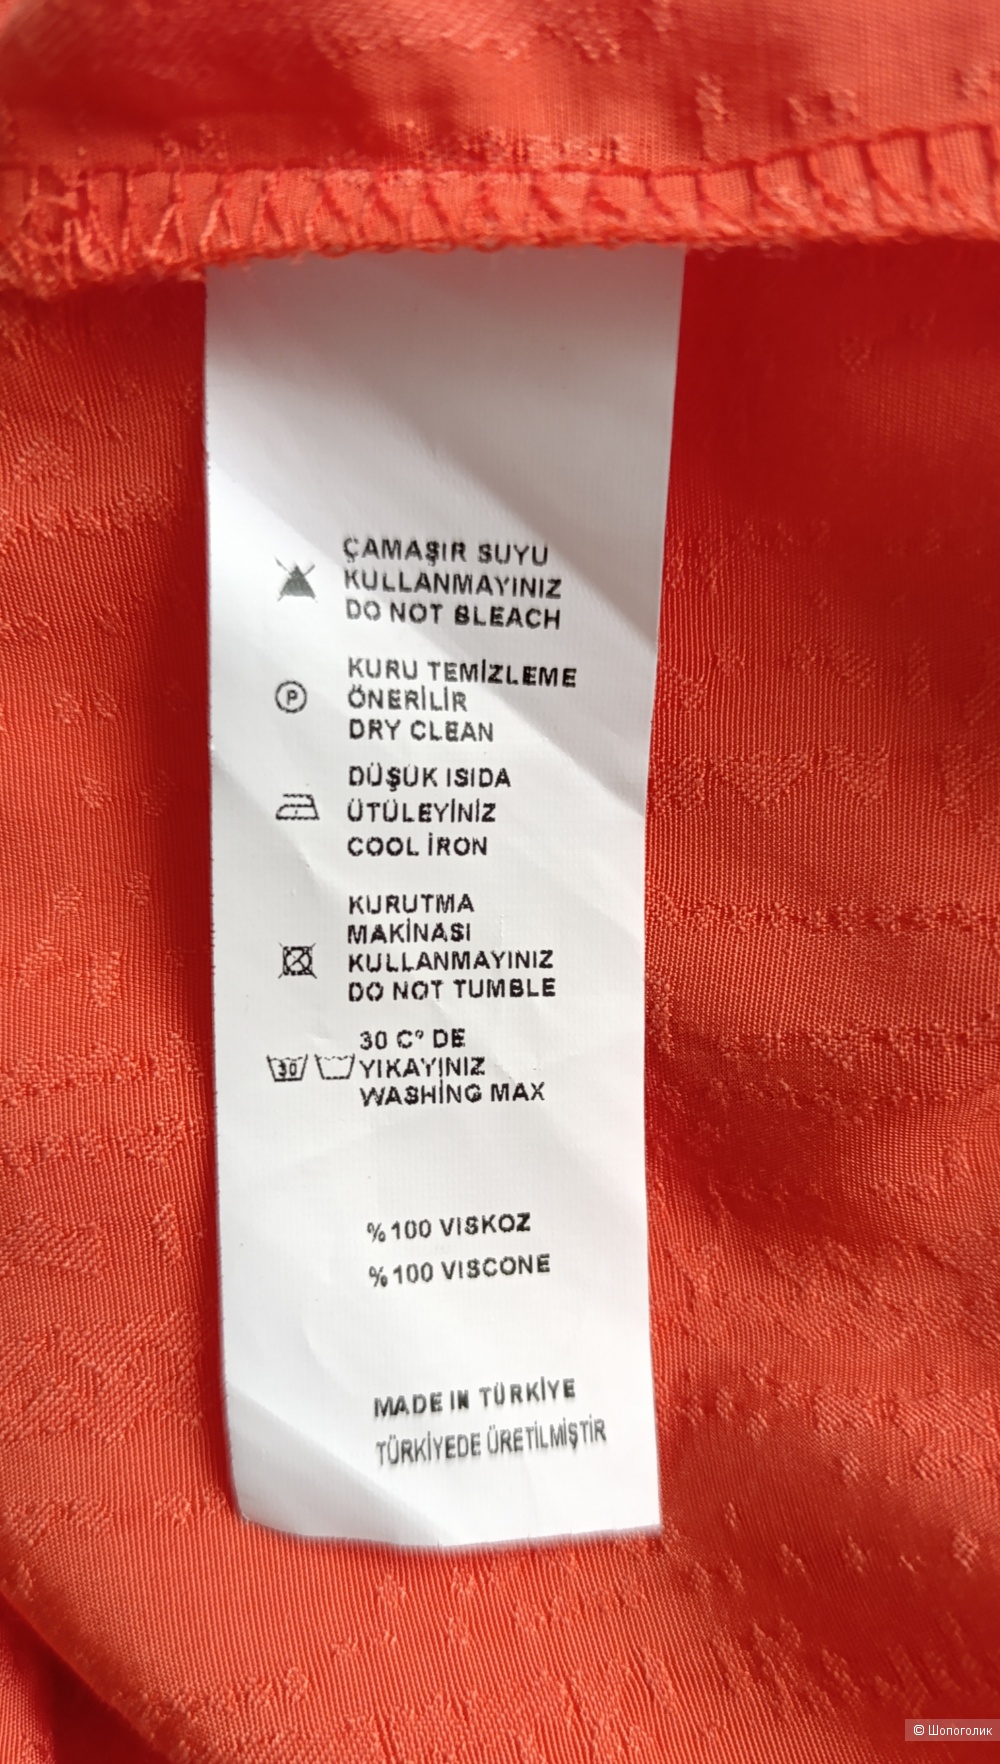 ÇAMAŞIR SUYU
KULLANMAYINIZ
DO NOT BLEACH
P
KURU TEMİZLEME
ÖNERİLİR
DRY CLEAN
DÜŞÜK ISIDA
ÜTÜLEYİNİZ
COOL İRON
KURUTMA
MAKİNASI
KULLANMAYINIZ
DO NOT TUMBLE
30
30 C° DE
YIKAYINIZ
WASHİNG MAX
%100 VISKOZ
%100 VISCONE
MADE IN TÜRKİYE
TÜRKİYEDE ÜRETİLMİŞTİR
© Шопоголик